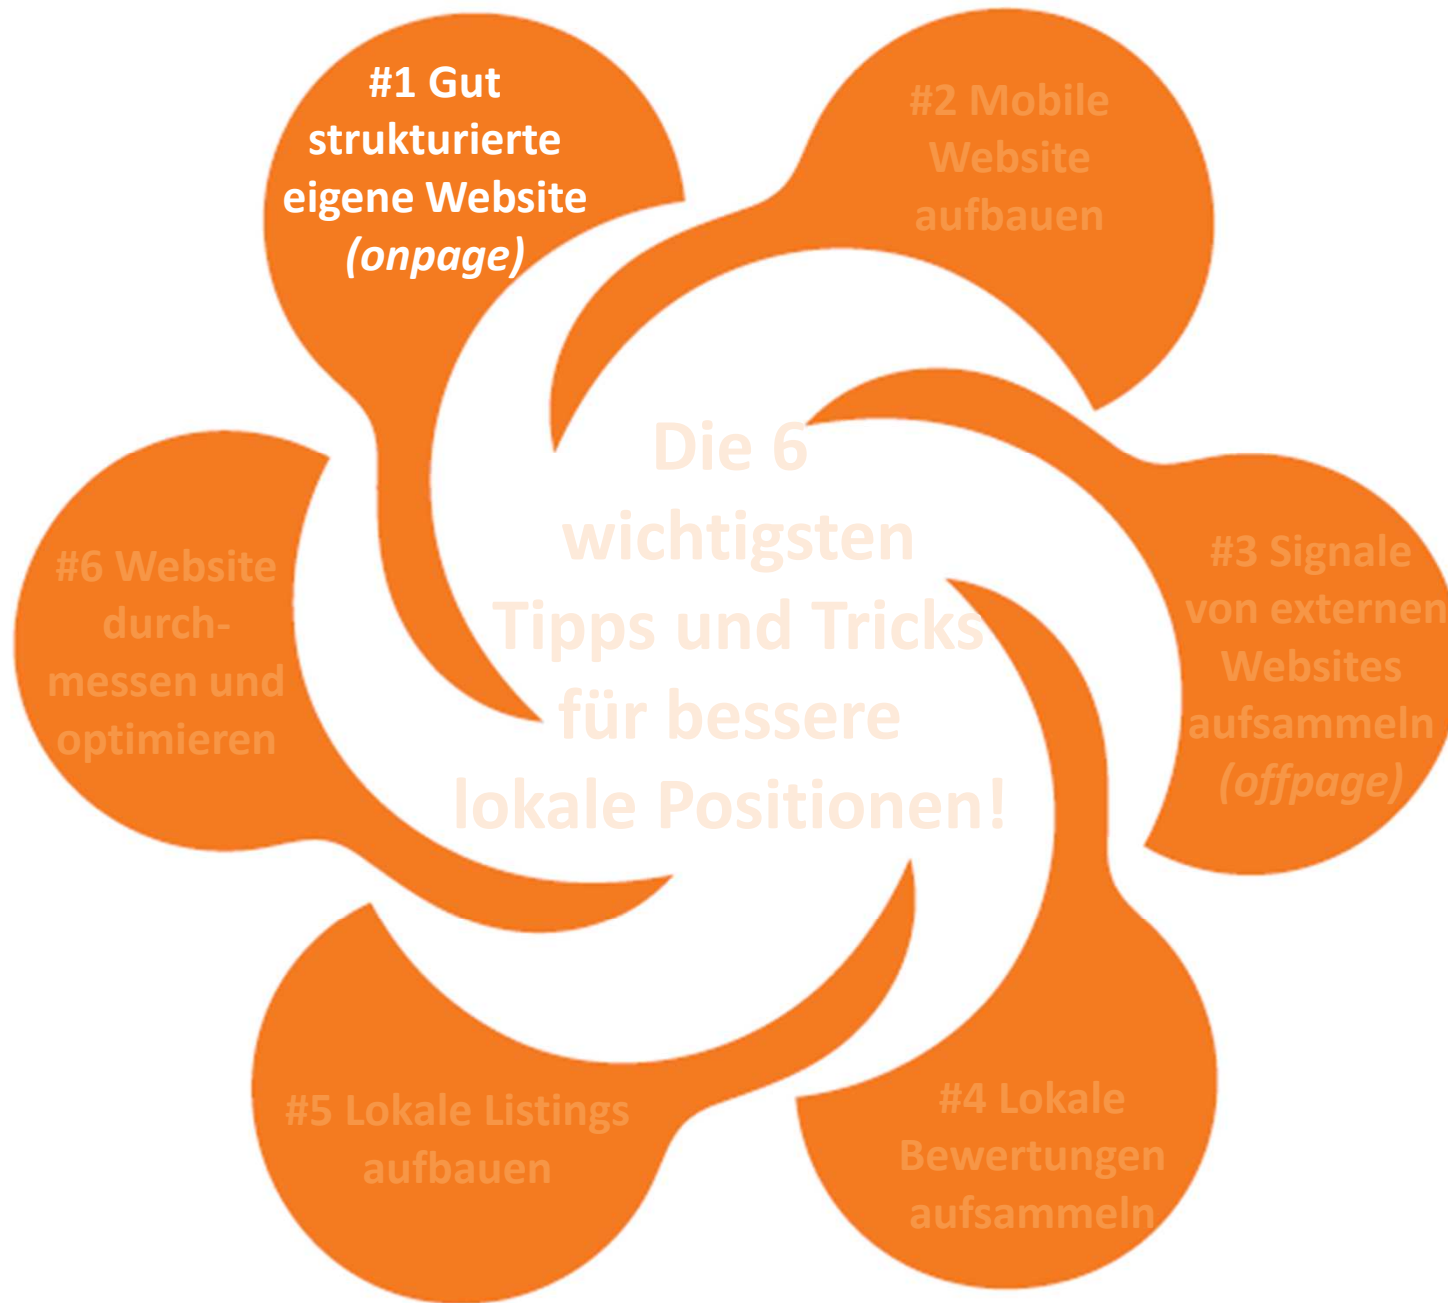 #1 Gut
strukturierte
eigene Website
(onpage)
#2 Mobile
Website
aufbauen
Die 6
wichtigsten
Tipps und Tricks
für bessere
lokale Positionen!
#3 Signale
von externen
Websites
aufsammeln
(offpage)
#4 Lokale
Bewertungen
aufsammeln
#5 Lokale Listings
aufbauen
#6 Website
durch-
messen und
optimieren